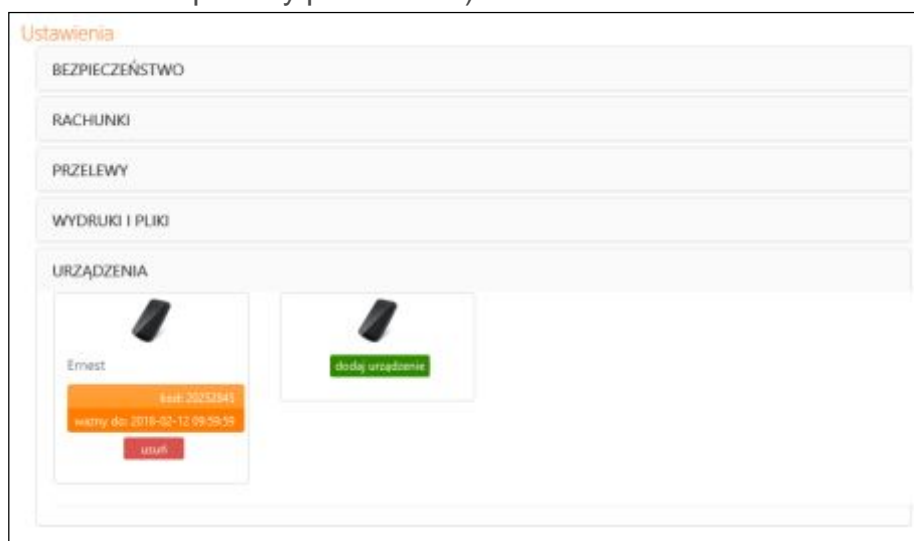 Ustawienia
BEZPIECZEŃSTWO
RACHUNKI
PRZELEWY
WYDRUKI I PLIKI
URZĄDZENIA
Ernest
kod: 20252845
ważny do: 2018-02-12 09:59:59
usuń
dodaj urządzenie